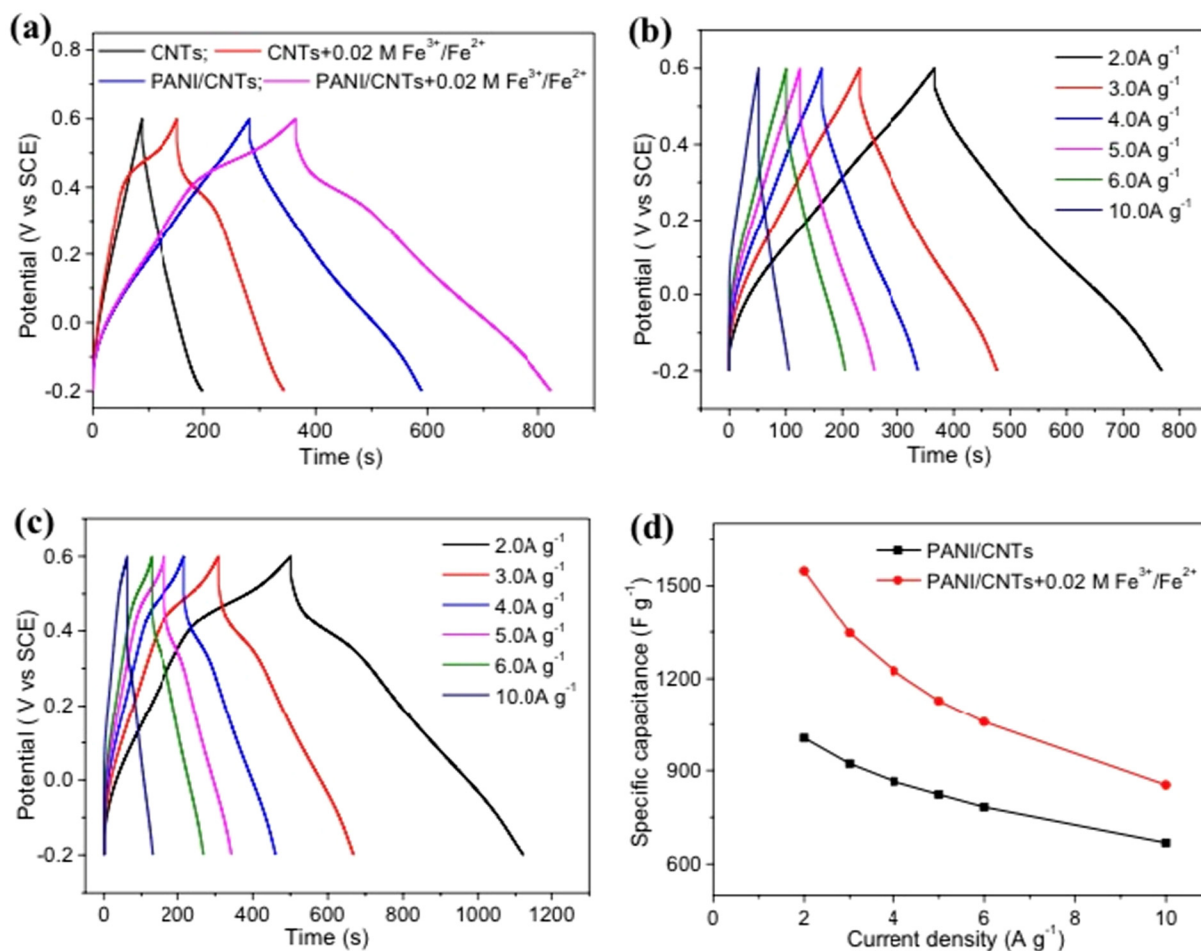 (a)
CNTs; CNTs+0.02 M Fe³⁺/Fe²⁺
PANI/CNTs; PANI/CNTs+0.02 M Fe³⁺/Fe²⁺
0.8
0.6
0.4
0.2
0.0
-0.2
Potential (V vs SCE)
0 200 400 600 800
Time (s)
(b)
2.0A g⁻¹
3.0A g⁻¹
4.0A g⁻¹
5.0A g⁻¹
6.0A g⁻¹
10.0A g⁻¹
0.6
0.4
0.2
0.0
-0.2
Potential ( V vs SCE)
0 100 200 300 400 500 600 700 800
Time (s)
(c)
2.0A g⁻¹
3.0A g⁻¹
4.0A g⁻¹
5.0A g⁻¹
6.0A g⁻¹
10.0A g⁻¹
0.6
0.4
0.2
0.0
-0.2
Potential ( V vs SCE)
0 200 400 600 800 1000 1200
Time (s)
(d)
PANI/CNTs
PANI/CNTs+0.02 M Fe³⁺/Fe²⁺
1500
1200
900
600
Specific capacitance (F g⁻¹)
0 2 4 6 8 10
Current density (A g⁻¹)